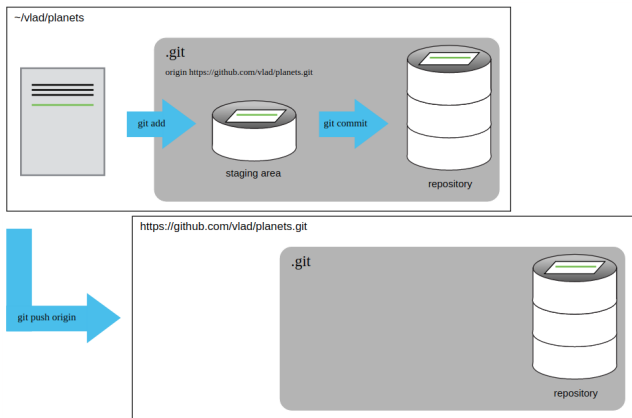 ~/vlad/planets
.git
origin https://github.com/vlad/planets.git
git add
git commit
staging area
repository
https://github.com/vlad/planets.git
.git
git push origin
repository